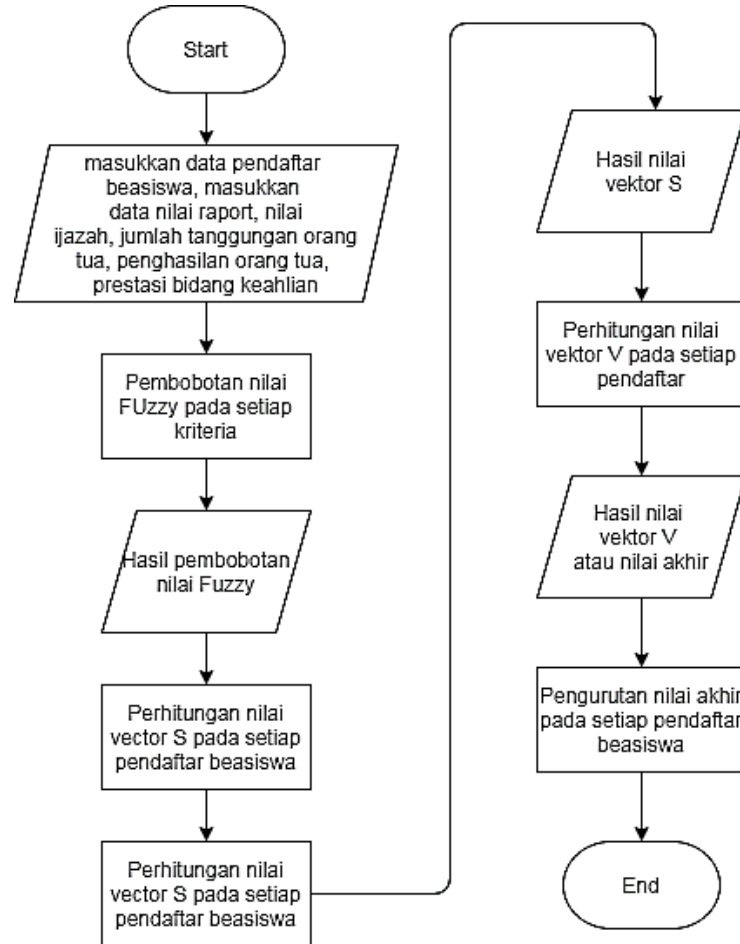 Start
masukkan data pendaftar
beasiswa, masukkan
data nilai raport, nilai
ijazah, jumlah tanggungan orang
tua, penghasilan orang tua,
prestasi bidang keahlian
Pembobotan nilai
FUzzy pada setiap
kriteria
Hasil pembobotan
nilai Fuzzy
Perhitungan nilai
vector S pada setiap
pendaftar beasiswa
Perhitungan nilai
vector S pada setiap
pendaftar beasiswa
Hasil nilai
vektor S
Perhitungan nilai
vektor V pada setiap
pendaftar
Hasil nilai
vektor V
atau nilai akhir
Pengurutan nilai akhir
pada setiap pendaftar
beasiswa
End